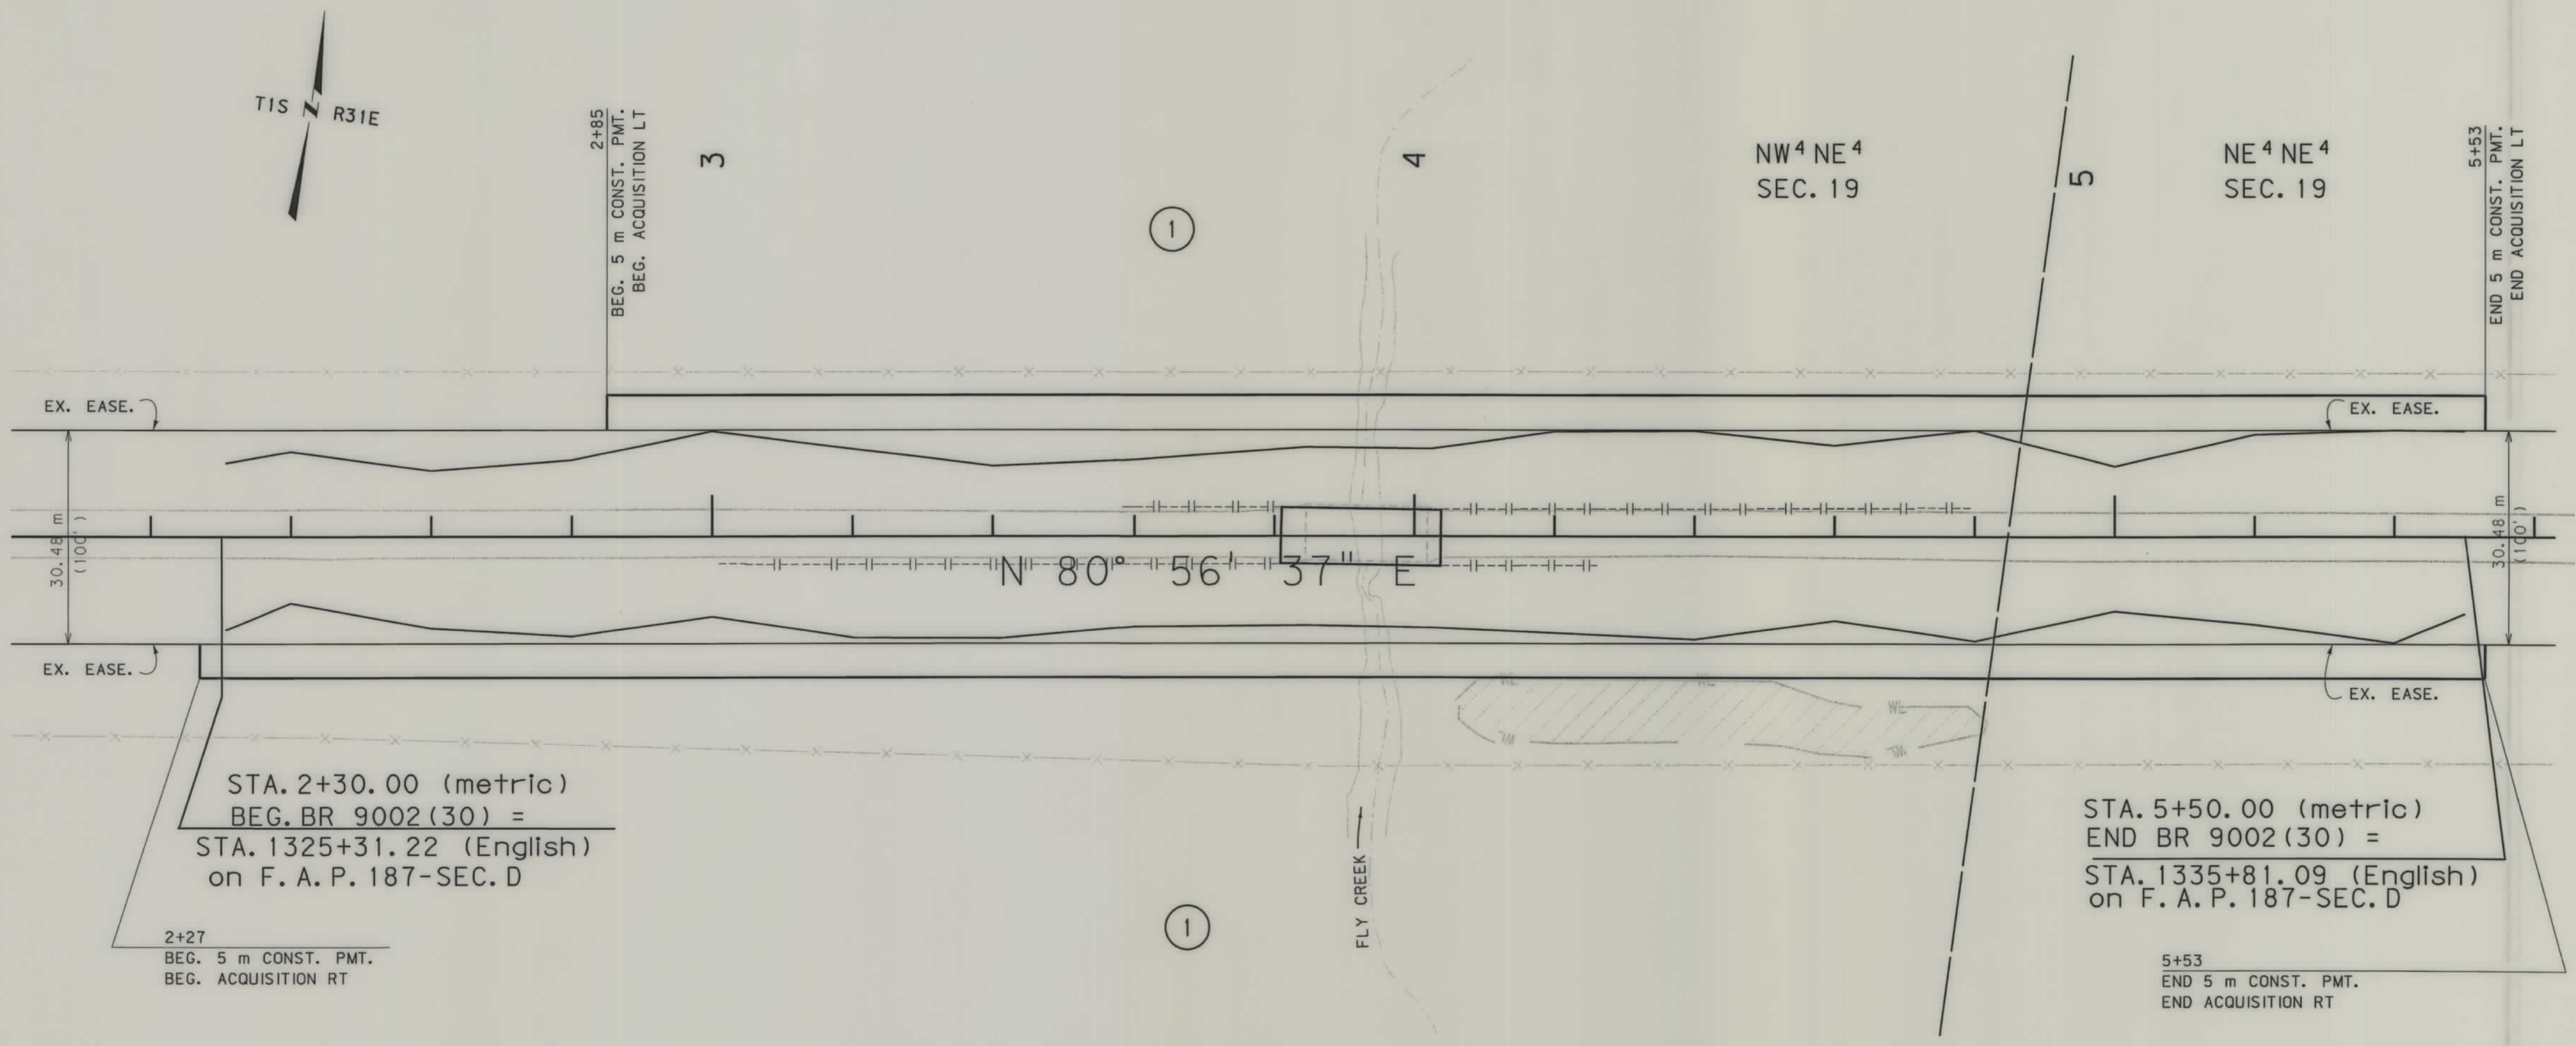 T1S N R31E
2+85
BEG. 5 m CONST. PMT.
BEG. ACQUISITION LT
3
4
NW⁴ NE⁴
SEC. 19
5
NE⁴ NE⁴
SEC. 19
5+53
END 5 m CONST. PMT.
END ACQUISITION LT
1
EX. EASE.
EX. EASE.
30.48 m
(100')
30.48 m
(100')
N 80° 56' 37" E
EX. EASE.
EX. EASE.
WL
WL
WL
WL
WL
STA. 2+30.00 (metric)
BEG. BR 9002(30) =
STA. 1325+31.22 (English)
on F. A. P. 187-SEC. D
2+27
BEG. 5 m CONST. PMT.
BEG. ACQUISITION RT
1
FLY CREEK
STA. 5+50.00 (metric)
END BR 9002(30) =
STA. 1335+81.09 (English)
on F. A. P. 187-SEC. D
5+53
END 5 m CONST. PMT.
END ACQUISITION RT